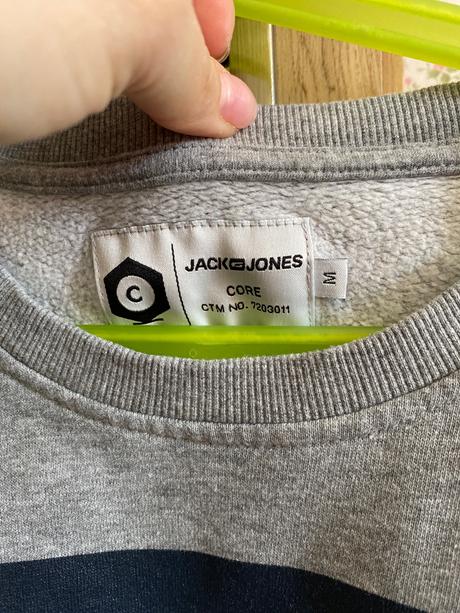 C
JACK & JONES
CORE
CTM NO. 7203011
M